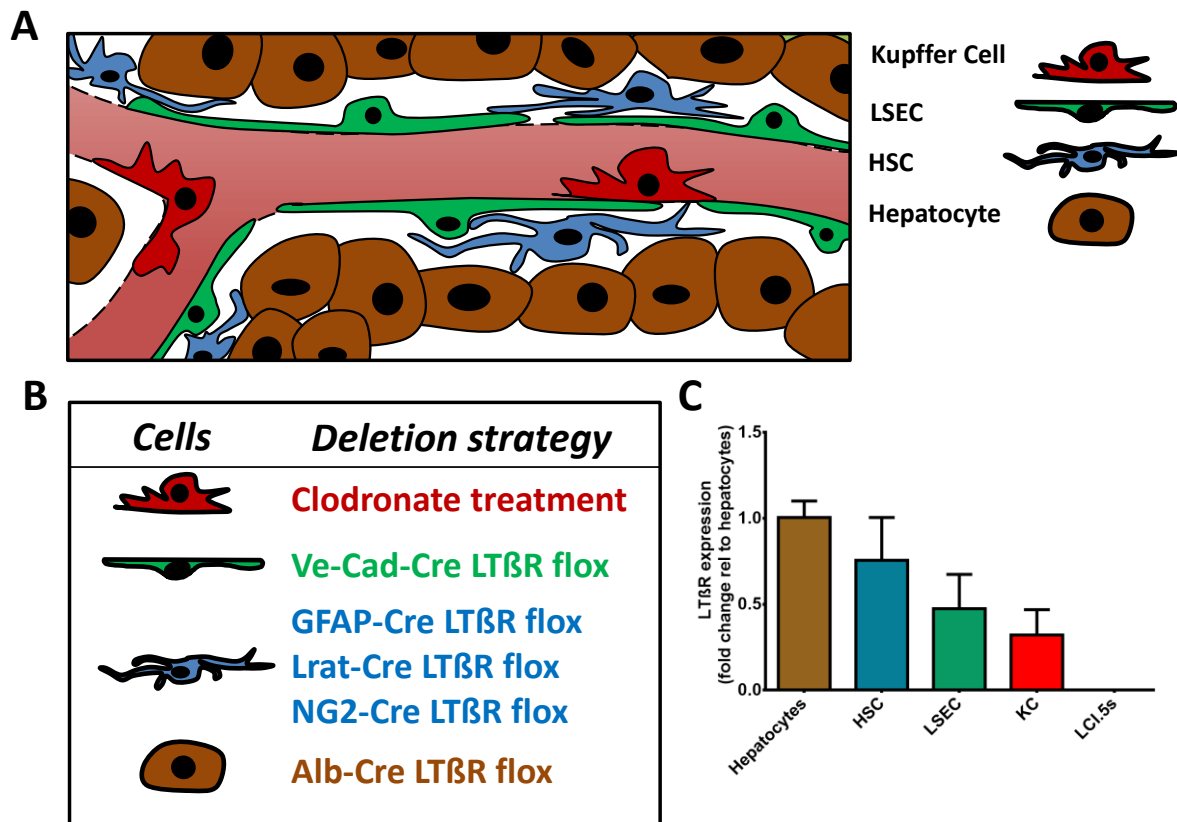 A
Kupffer Cell
LSEC
HSC
Hepatocyte
B
Cells Deletion strategy
Clodronate treatment
Ve-Cad-Cre LTßR flox
GFAP-Cre LTßR flox
Lrat-Cre LTßR flox
NG2-Cre LTßR flox
Alb-Cre LTßR flox
C
LTßR expression
(fold change rel to hepatocytes)
1.5
1.0
0.5
0.0
Hepatocytes
HSC
LSEC
KC
LCl.5s